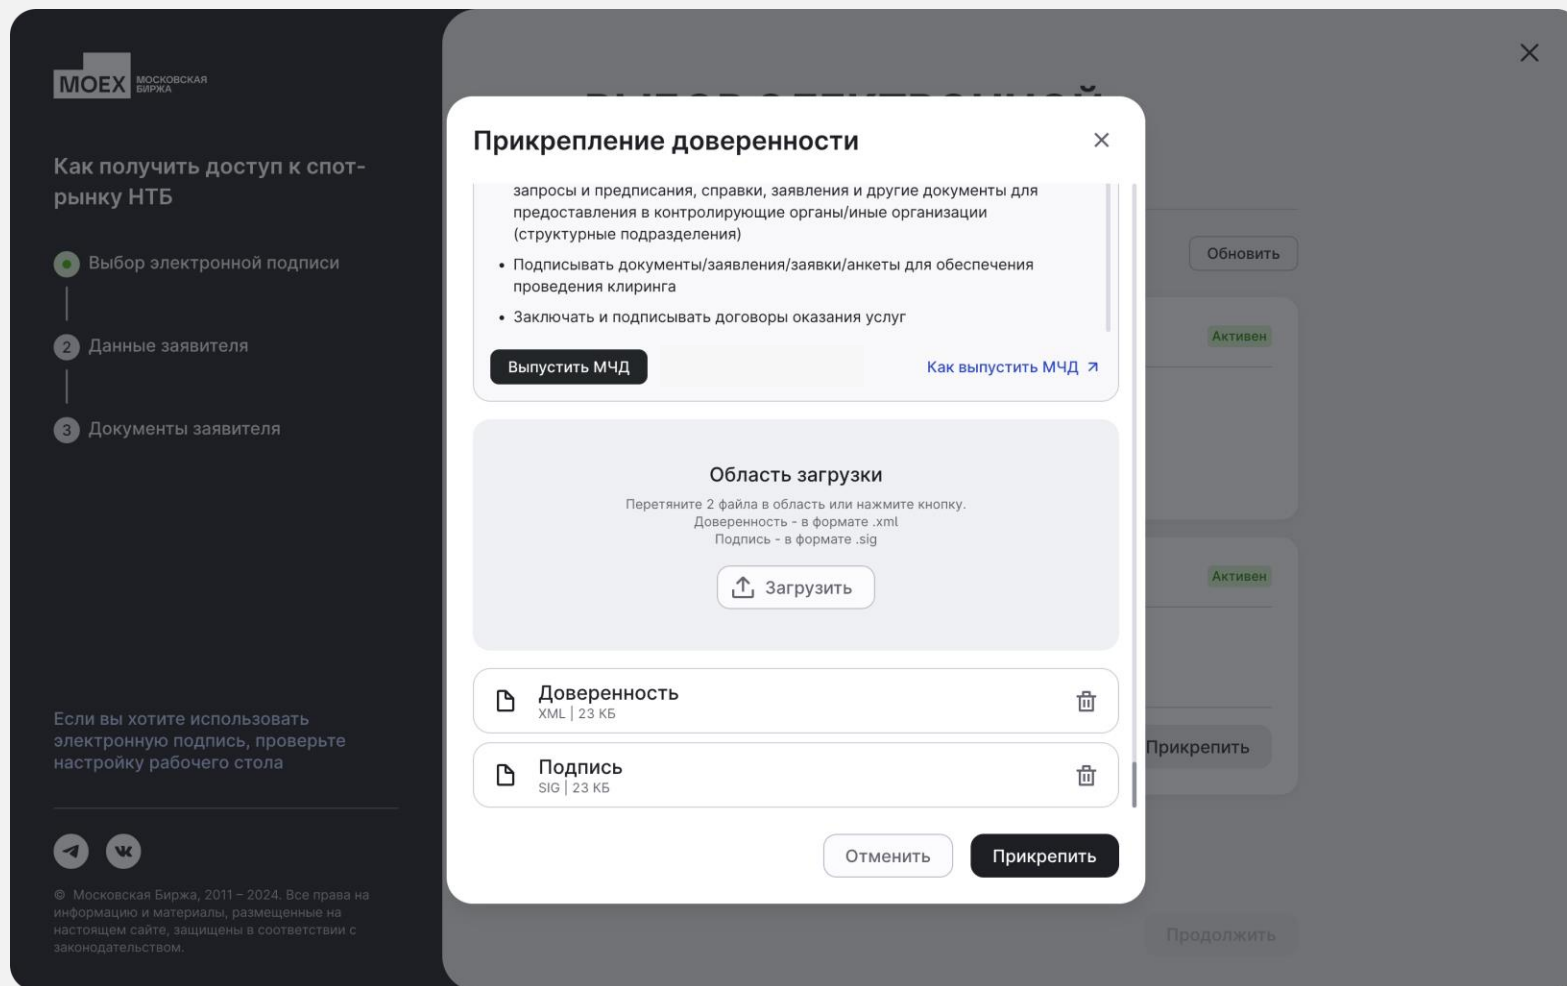 MOEX МОСКОВСКАЯ
БИРЖА
Как получить доступ к спот-
рынку НТБ
Выбор электронной подписи
2 Данные заявителя
3 Документы заявителя
Если вы хотите использовать
электронную подпись, проверьте
настройку рабочего стола
© Московская Биржа, 2011 – 2024. Все права на
информацию и материалы, размещенные на
настоящем сайте, защищены в соответствии с
законодательством.
Прикрепление доверенности
запросы и предписания, справки, заявления и другие документы для
предоставления в контролирующие органы/иные организации
(структурные подразделения)
• Подписывать документы/заявления/заявки/анкеты для обеспечения
проведения клиринга
• Заключать и подписывать договоры оказания услуг
Выпустить МЧД
Как выпустить МЧД
Область загрузки
Перетяните 2 файла в область или нажмите кнопку.
Доверенность - в формате .xml
Подпись - в формате .sig
Загрузить
Доверенность
XML | 23 КБ
Подпись
SIG | 23 КБ
Отменить
Прикрепить
Обновить
Активен
Активен
Прикрепить
Продолжить